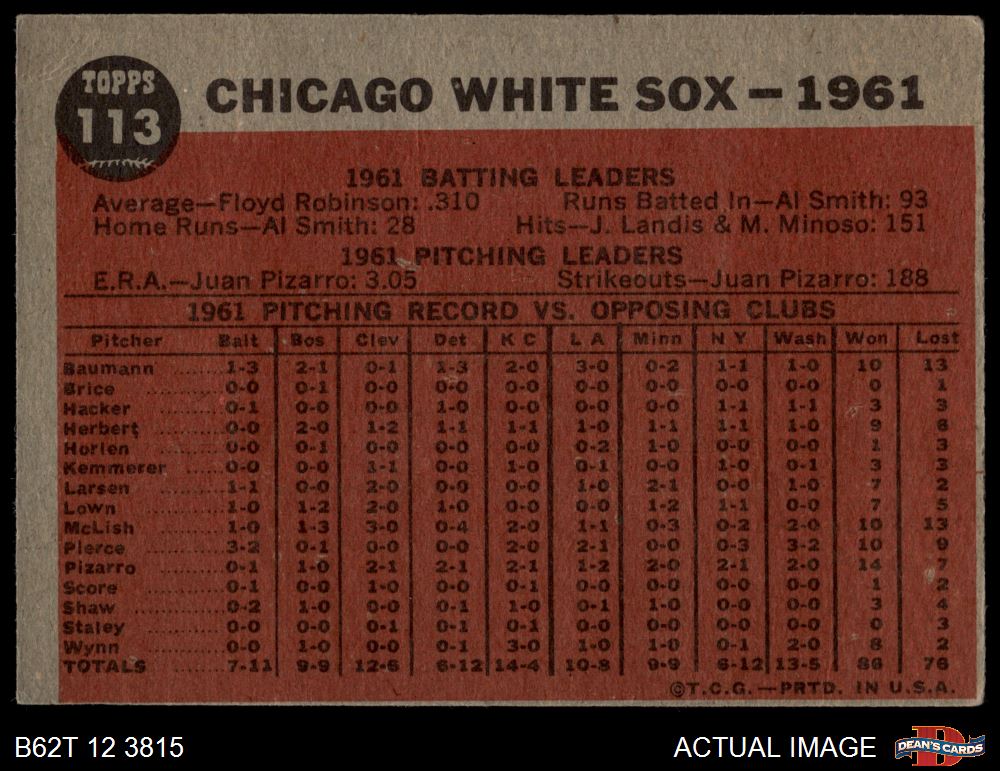 TOPPS
113
CHICAGO WHITE SOX — 1961
1961 BATTING LEADERS
Average—Floyd Robinson: .310 Runs Batted In—Al Smith: 93
Home Runs—Al Smith: 28 Hits—J. Landis & M. Minoso: 151
1961 PITCHING LEADERS
E.R.A.—Juan Pizarro: 3.05 Strikeouts—Juan Pizarro: 188
1961 PITCHING RECORD VS. OPPOSING CLUBS
Pitcher Balt Bos Clev Det K C L A Minn N Y Wash Won Lost
Baumann ....... 1-3 2-1 0-1 1-3 2-0 3-0 0-2 1-1 1-0 10 13
Brice ....... 0-0 0-1 0-0 0-0 0-0 0-0 0-0 0-0 0-0 0 1
Hacker ....... 0-1 0-0 0-0 1-0 0-0 0-0 0-0 1-1 1-1 3 3
Herbert ....... 0-0 2-0 1-2 1-1 1-1 1-0 1-1 1-1 1-0 9 6
Horlen ....... 0-0 0-1 0-0 0-0 0-0 0-2 1-0 0-0 0-0 1 3
Kemmerer ..... 0-0 0-0 1-1 0-0 1-0 0-1 0-0 1-0 0-1 3 3
Larsen ....... 1-1 0-0 2-0 0-0 0-0 1-0 2-1 0-0 1-0 7 2
Lown ....... 1-0 1-2 2-0 1-0 0-0 0-0 1-2 1-1 0-0 7 5
McLish ....... 1-0 1-3 3-0 0-4 2-0 1-1 0-3 0-2 2-0 10 13
Pierce ....... 3-2 0-1 0-0 0-0 2-0 2-1 0-0 0-3 3-2 10 9
Pizarro ....... 0-1 1-0 2-1 2-1 2-1 1-2 2-0 2-1 2-0 14 7
Score ....... 0-1 0-0 1-0 0-0 0-1 0-0 0-0 0-0 0-0 1 2
Shaw ....... 0-2 1-0 0-0 0-1 1-0 0-1 1-0 0-0 0-0 3 4
Staley ....... 0-0 0-0 0-1 0-1 0-1 0-0 0-0 0-0 0-0 0 3
Wynn ....... 0-0 1-0 0-0 0-1 3-0 1-0 1-0 0-1 2-0 8 2
TOTALS 7-11 9-9 12-6 6-12 14-4 10-8 9-9 6-12 13-5 86 76
©T.C.G.—PRTD. IN U.S.A.
B62T 12 3815 ACTUAL IMAGE DEAN'S CARDS